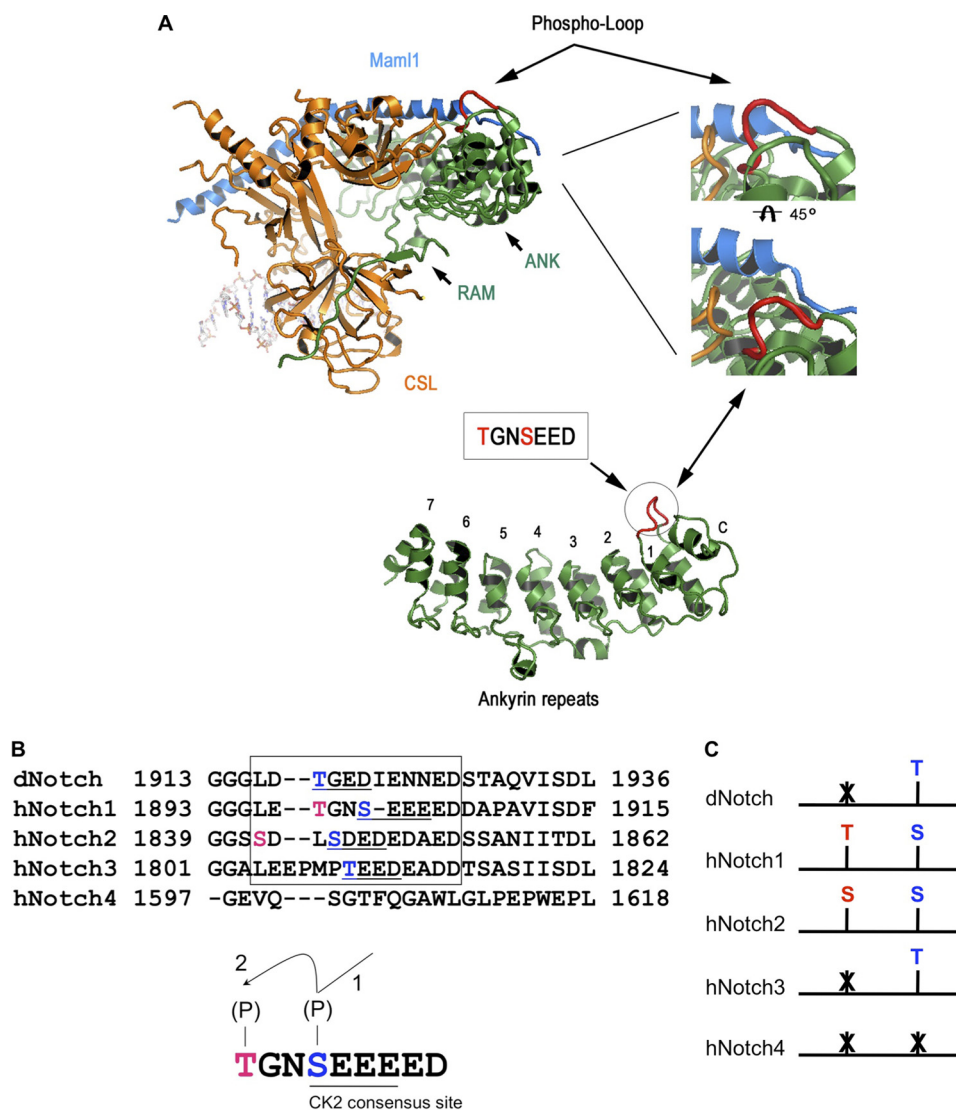 A
Phospho-Loop
Maml1
45°
ANK
RAM
CSL
TGNSEED
7 6 5 4 3 2 1 C
Ankyrin repeats
B
dNotch 1913 GGGLD--TGEDIENNEDSTAQVISDL 1936
hNotch1 1893 GGGLE--TGNS-EEEEDDAPAVISDF 1915
hNotch2 1839 GGSSD--LSDEDEDAEDSSANIITDL 1862
hNotch3 1801 GGALEEPMPTEEDEADDTSASIISDL 1824
hNotch4 1597 -GEVQ---SGTFQGAWLGLPEPWEPL 1618
2 1
(P) (P)
TGNSEEEED
CK2 consensus site
C
T
dNotch X
T S
hNotch1
S S
hNotch2
T
hNotch3 X
hNotch4 X X